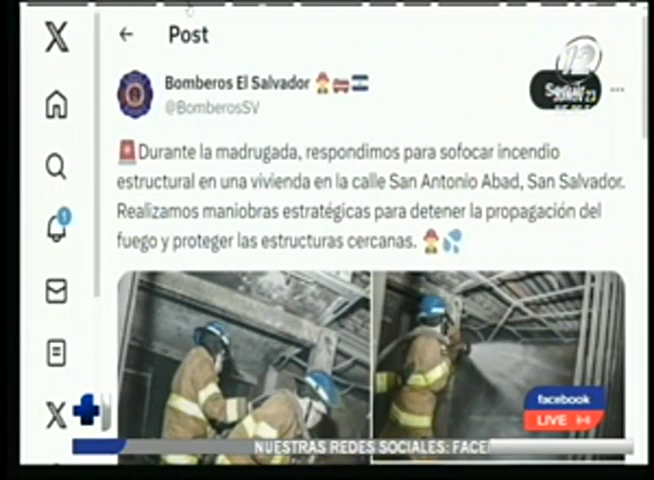 Post
12
Bomberos El Salvador
@BomberosSV
Durante la madrugada, respondimos para sofocar incendio
estructural en una vivienda en la calle San Antonio Abad, San Salvador.
Realizamos maniobras estratégicas para detener la propagación del
fuego y proteger las estructuras cercanas.
1
facebook
LIVE
NUESTRAS REDES SOCIALES: FACE